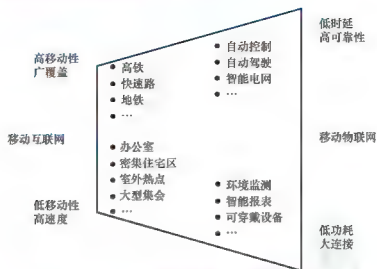 低时延
高可靠性
高移动性
广覆盖
• 高铁
• 快速路
• 地铁
• …
• 自动控制
• 自动驾驶
• 智能电网
• …
移动互联网
移动物联网
• 办公室
• 密集住宅区
• 室外热点
• 大型集会
• …
低移动性
高速度
• 环境监测
• 智能报表
• 可穿戴设备
• …
低功耗
大连接